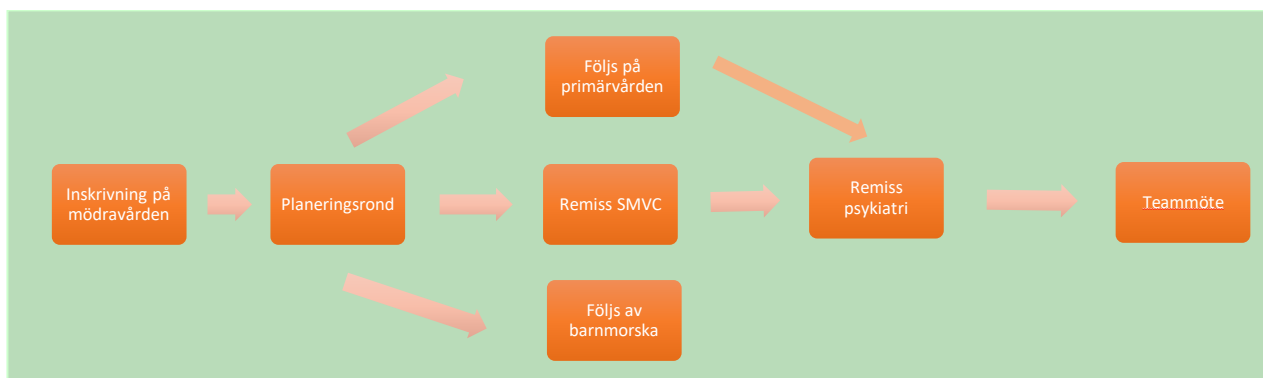 Inskrivning på
mödravården
Planeringsrond
Följs på
primärvården
Remiss SMVC
Följs av
barnmorska
Remiss
psykiatri
Teammöte